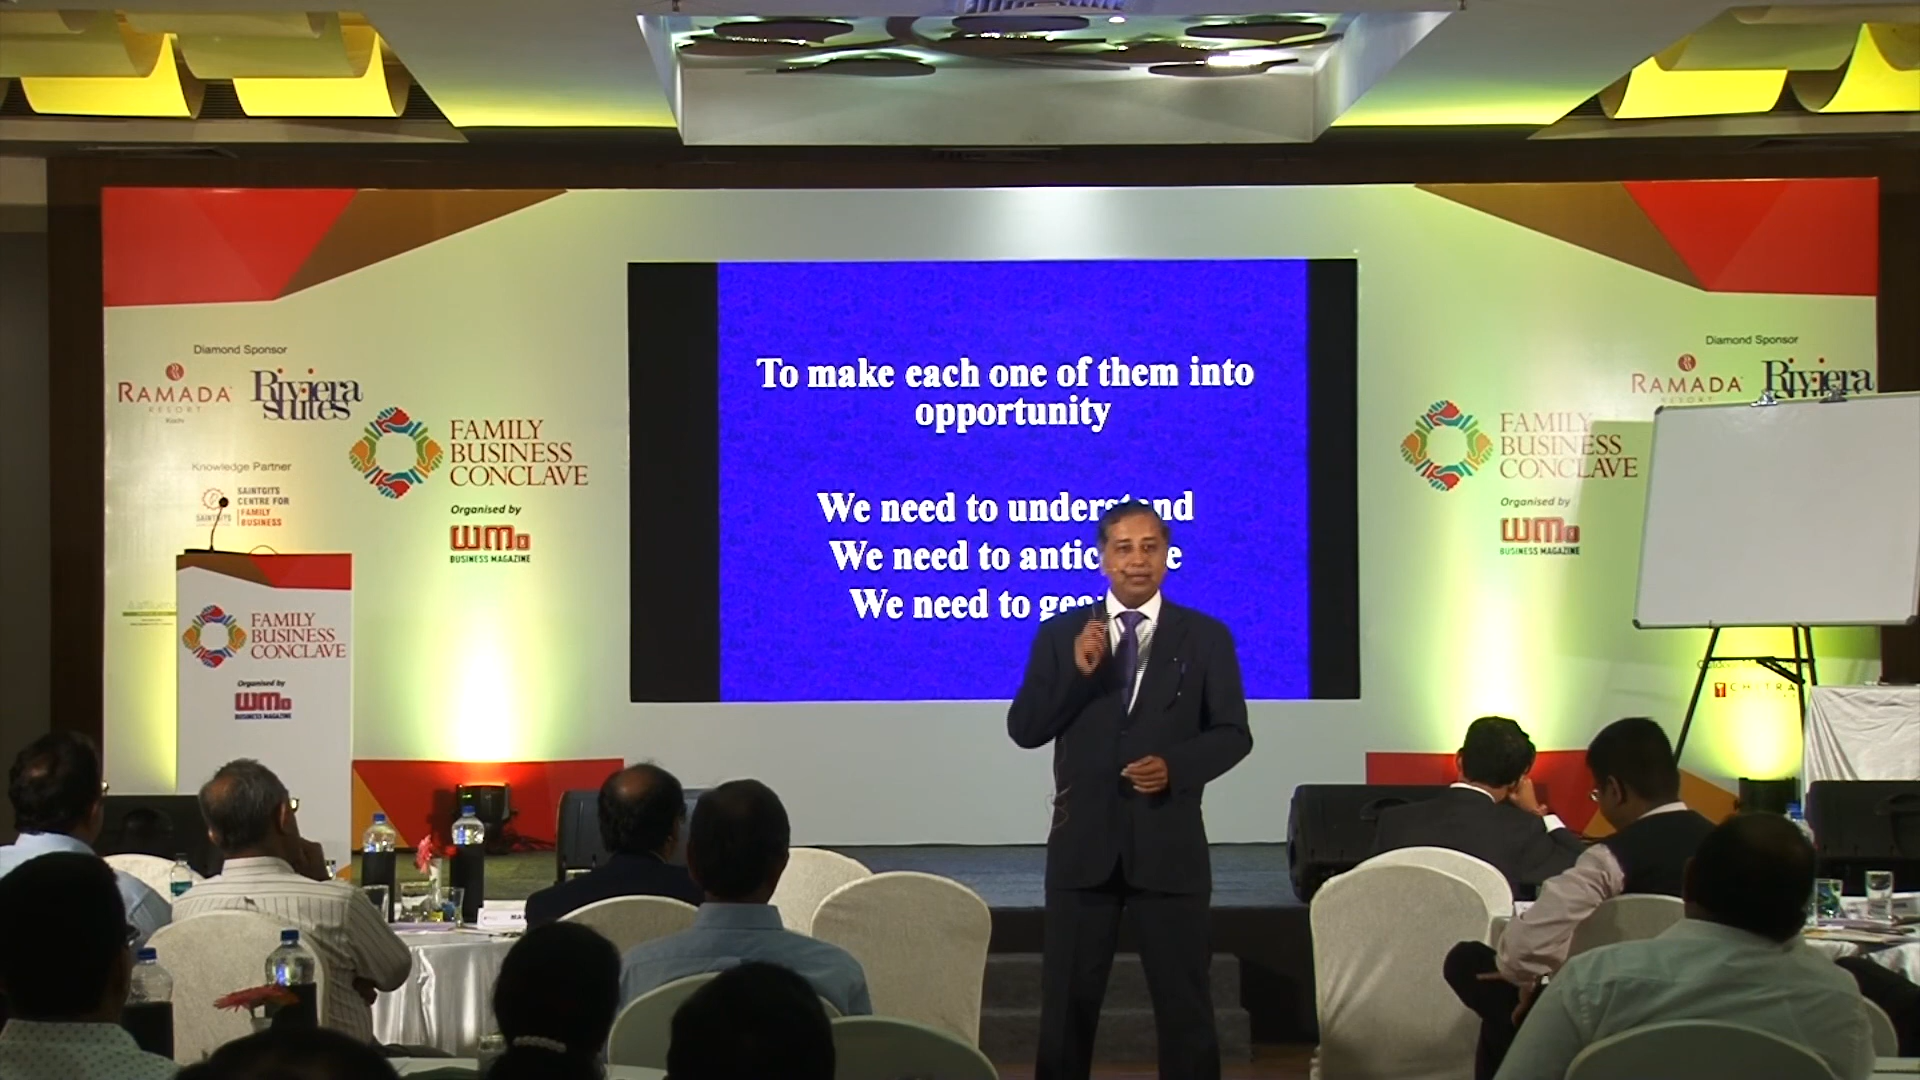 Diamond Sponsor
RAMADA
RESORT
Kochi
Riviera
suites
Knowledge Partner
SAINTGITS
SAINTGITS
CENTRE FOR
FAMILY
BUSINESS
FAMILY
BUSINESS
CONCLAVE
Organised by
WMo
BUSINESS MAGAZINE
FAMILY
BUSINESS
CONCLAVE
Organised by
WMo
BUSINESS MAGAZINE
To make each one of them into
opportunity
We need to
We need to
We need to
Diamond Sponsor
RAMADA
RESORT
Riviera
FAMILY
BUSINESS
CONCLAVE
Organised by
WMo
BUSINESS MAGAZINE